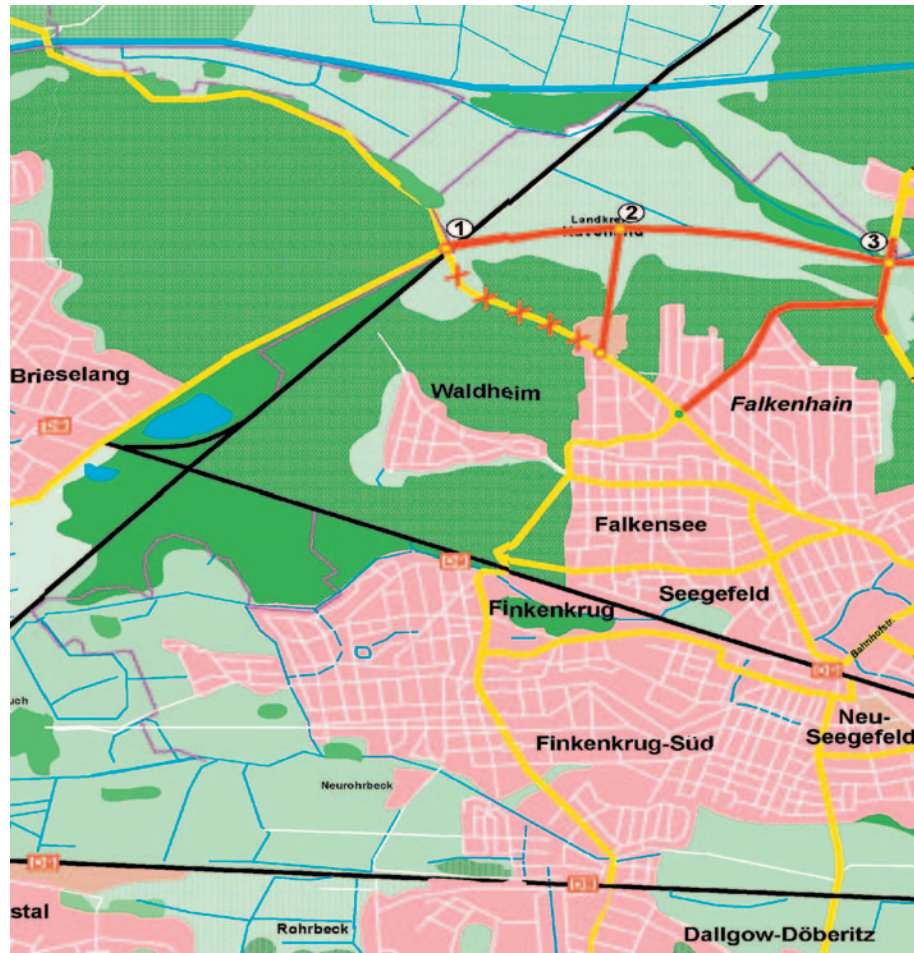 1
2
Landkreis
Havelland
3
Brieselang
Waldheim
Falkenhain
Falkensee
Seegefeld
Finkenkrug
Bahnhofstr.
Neu-
Seegefeld
Finkenkrug-Süd
Neurohrbeck
uch
stal
Rohrbeck
Dallgow-Döberitz